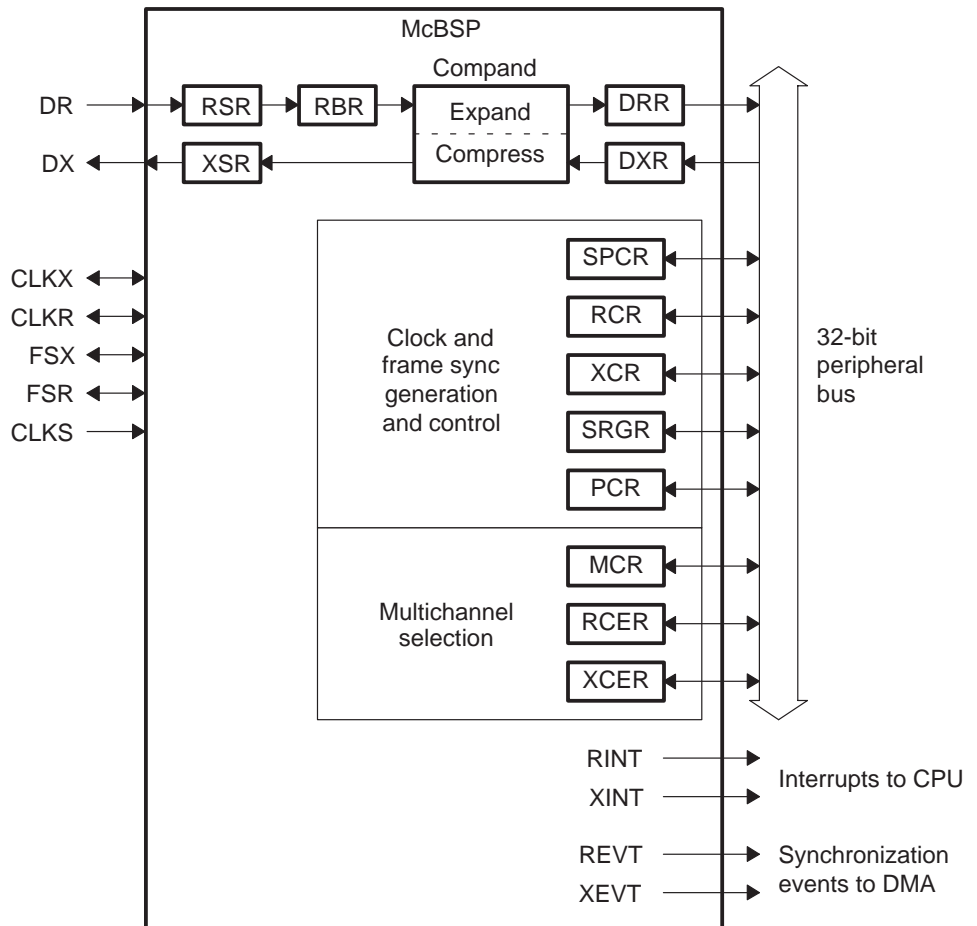 McBSP
Compand
DR
RSR
RBR
Expand
DRR
DX
XSR
Compress
DXR
CLKX
CLKR
FSX
FSR
CLKS
Clock and
frame sync
generation
and control
SPCR
RCR
XCR
SRGR
PCR
32-bit
peripheral
bus
Multichannel
selection
MCR
RCER
XCER
RINT
XINT
Interrupts to CPU
REVT
XEVT
Synchronization
events to DMA